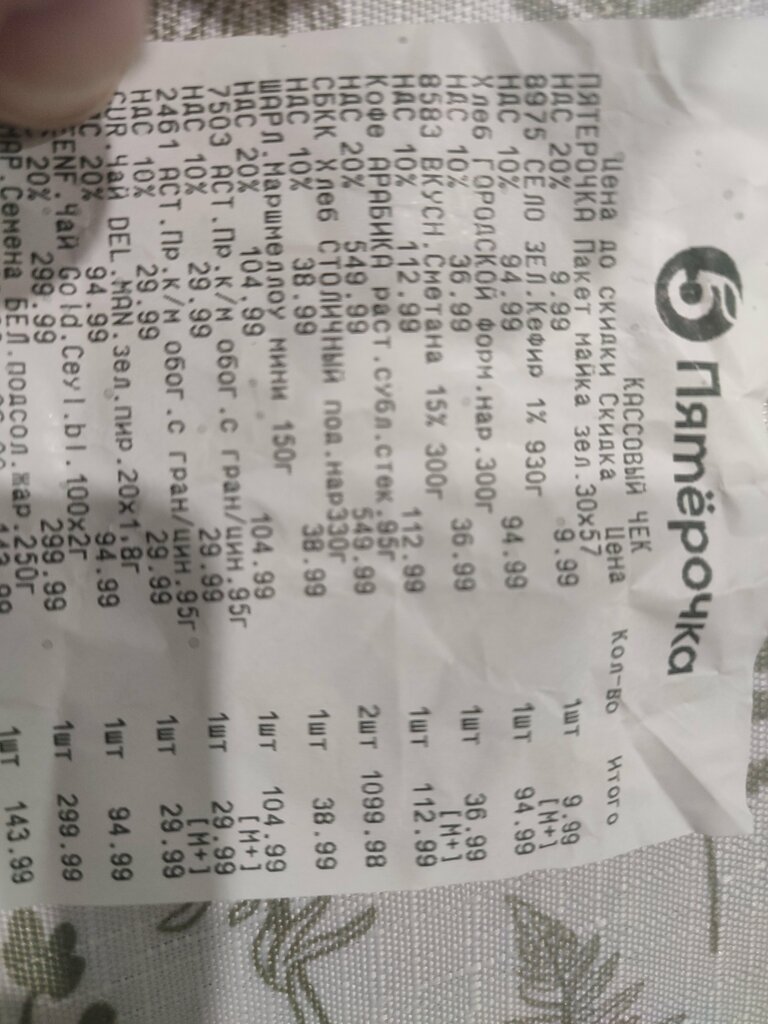 Пятёрочка
КАССОВЫЙ ЧЕК
Цена до скидки Скидка Цена Кол-во Итого
ПЯТЕРОЧКА Пакет майка зел.30х57
НДС 20% 9.99 9.99 1шт 9.99
[М+]
8975 СЕЛО ЗЕЛ.Кефир 1% 930г
НДС 10% 94.99 94.99 1шт 94.99
Хлеб ГОРОДСКОЙ форм.нар.300г
НДС 10% 36.99 36.99 1шт 36.99
[М+]
8583 ВКУСН.Сметана 15% 300г
НДС 10% 112.99 112.99 1шт 112.99
Кофе АРАБИКА раст.субл.стек.95г
НДС 20% 549.99 549.99 2шт 1099.98
СБКК Хлеб СТОЛИЧНЫЙ под.нар330г
НДС 10% 38.99 38.99 1шт 38.99
ШАРЛ.Маршмеллоу мини 150г
НДС 20% 104.99 104.99 1шт 104.99
[М+]
7503 АСТ.Пр.к/м обог.с гран/цин.95г
НДС 10% 29.99 29.99 1шт 29.99
[М+]
2461 АСТ.Пр.к/м обог.с гран/цин.95г
НДС 10% 29.99 29.99 1шт 29.99
CUR.Чай DEL.MAN.зел.пир.20х1.8г
20% 94.99 94.99 1шт 94.99
Чай Gold.Ceyl.bl.100х2г
20% 299.99 299.99 1шт 299.99
Семена БЕЛ.подсол.жар.250г
1шт 143.99